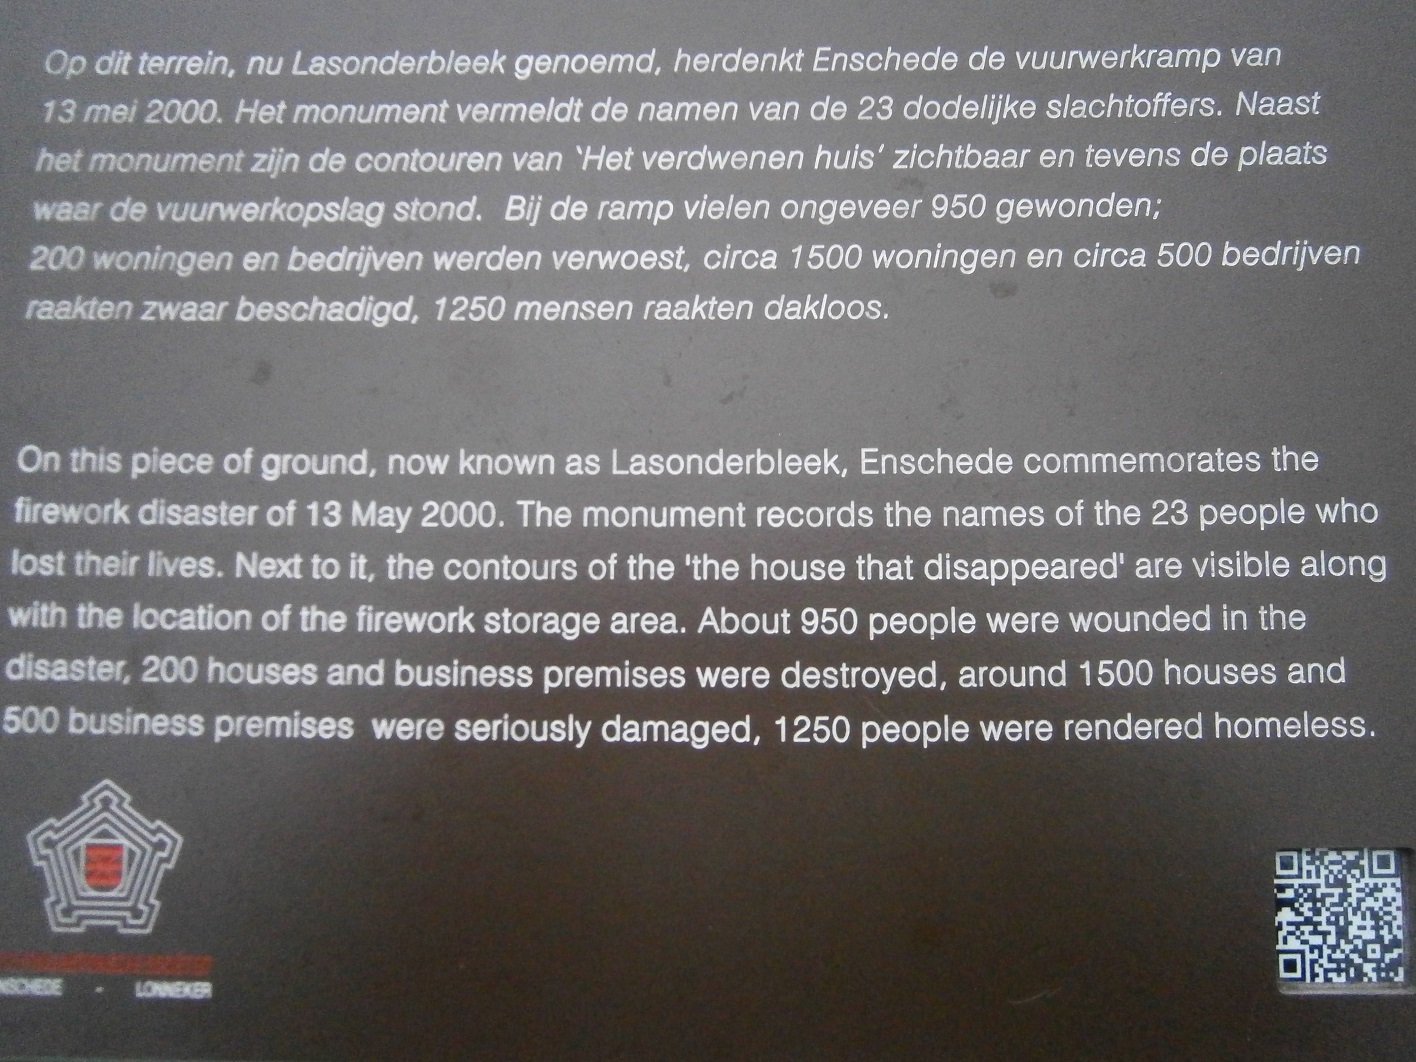 Op dit terrein, nu Lasonderbleek genoemd, herdenkt Enschede de vuurwerkramp van
13 mei 2000. Het monument vermeldt de namen van de 23 dodelijke slachtoffers. Naast
het monument zijn de contouren van 'Het verdwenen huis' zichtbaar en tevens de plaats
waar de vuurwerkopslag stond. Bij de ramp vielen ongeveer 950 gewonden;
200 woningen en bedrijven werden verwoest, circa 1500 woningen en circa 500 bedrijven
raakten zwaar beschadigd, 1250 mensen raakten dakloos.
On this piece of ground, now known as Lasonderbleek, Enschede commemorates the
firework disaster of 13 May 2000. The monument records the names of the 23 people who
lost their lives. Next to it, the contours of the 'the house that disappeared' are visible along
with the location of the firework storage area. About 950 people were wounded in the
disaster, 200 houses and business premises were destroyed, around 1500 houses and
500 business premises were seriously damaged, 1250 people were rendered homeless.
NSCHEDE - LONNEKER